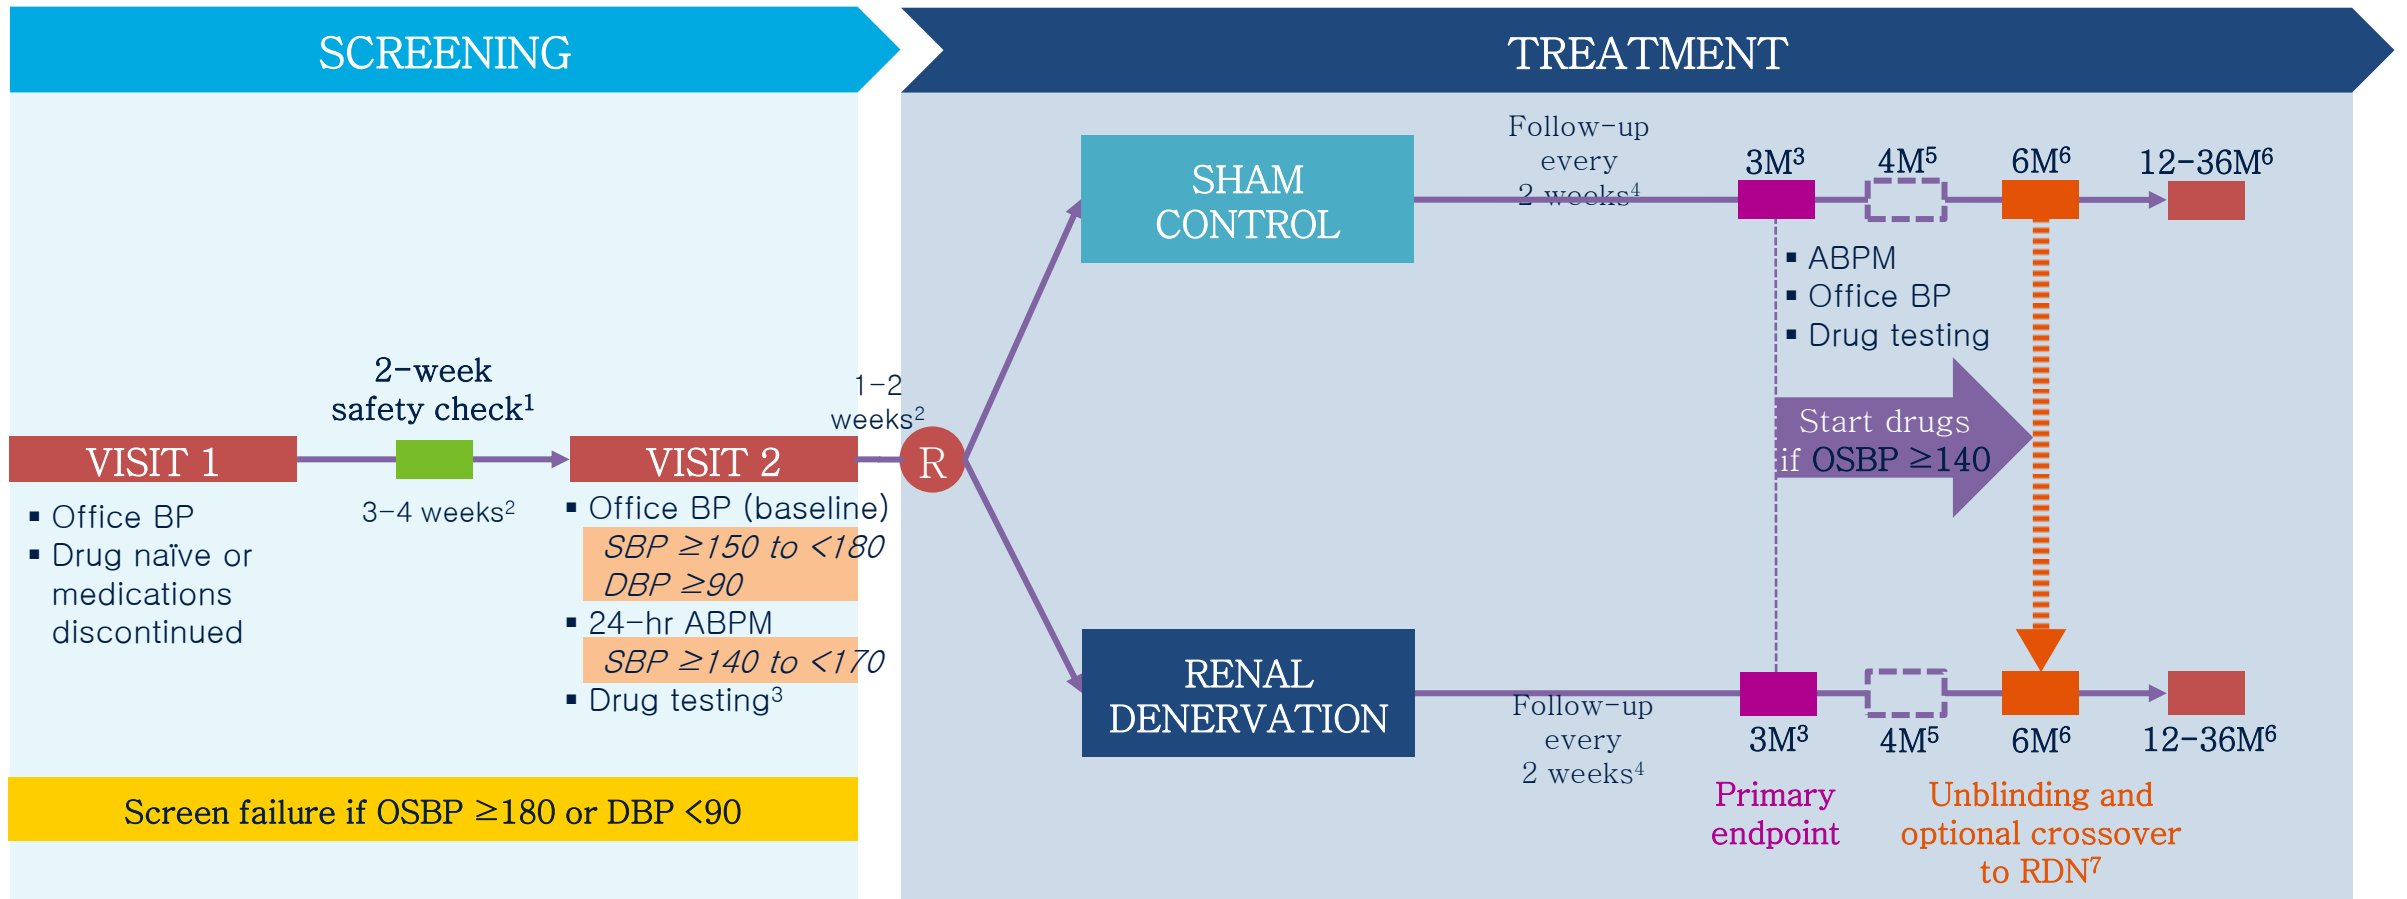 SCREENING
TREATMENT
2-week
safety check¹
VISIT 1
3-4 weeks²
VISIT 2
1-2
weeks²
R
▪ Office BP
▪ Drug naïve or
medications
discontinued
▪ Office BP (baseline)
SBP ≥150 to <180
DBP ≥90
▪ 24-hr ABPM
SBP ≥140 to <170
▪ Drug testing³
Screen failure if OSBP ≥180 or DBP <90
SHAM
CONTROL
Follow-up
every
2 weeks⁴
3M³
4M⁵
6M⁶
12-36M⁶
▪ ABPM
▪ Office BP
▪ Drug testing
Start drugs
if OSBP ≥140
RENAL
DENERVATION
Follow-up
every
2 weeks⁴
3M³
4M⁵
6M⁶
12-36M⁶
Primary
endpoint
Unblinding and
optional crossover
to RDN⁷